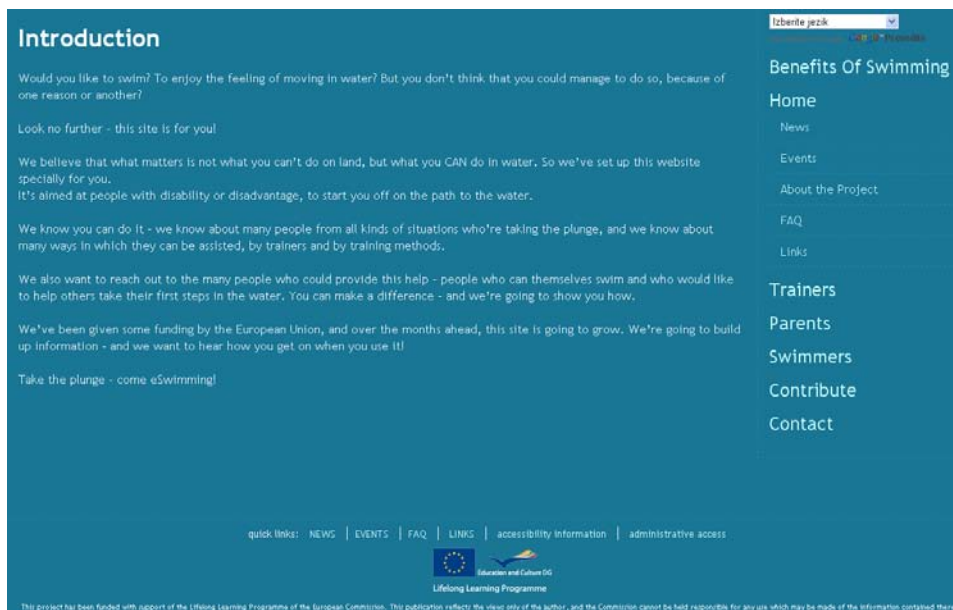 Introduction
Would you like to swim? To enjoy the feeling of moving in water? But you don't think that you could manage to do so, because of
one reason or another?
Look no further - this site is for you!
We believe that what matters is not what you can't do on land, but what you CAN do in water. So we've set up this website
specially for you.
It's aimed at people with disability or disadvantage, to start you off on the path to the water.
We know you can do it - we know about many people from all kinds of situations who're taking the plunge, and we know about
many ways in which they can be assisted, by trainers and by training methods.
We also want to reach out to the many people who could provide this help - people who can themselves swim and who would like
to help others take their first steps in the water. You can make a difference - and we're going to show you how.
We've been given some funding by the European Union, and over the months ahead, this site is going to grow. We're going to build
up information - and we want to hear how you get on when you use it!
Take the plunge - come eSwimming!
Izberite jezik
Benefits Of Swimming
Home
News
Events
About the Project
FAQ
Links
Trainers
Parents
Swimmers
Contribute
Contact
quick links: NEWS | EVENTS | FAQ | LINKS | accessibility information | administrative access
Education and Culture DG
Lifelong Learning Programme
This project has been funded with support of the Lifelong Learning Programme of the European Commission. This publication reflects the views only of the author, and the Commission cannot be held responsible for any use which may be made of the information contained there